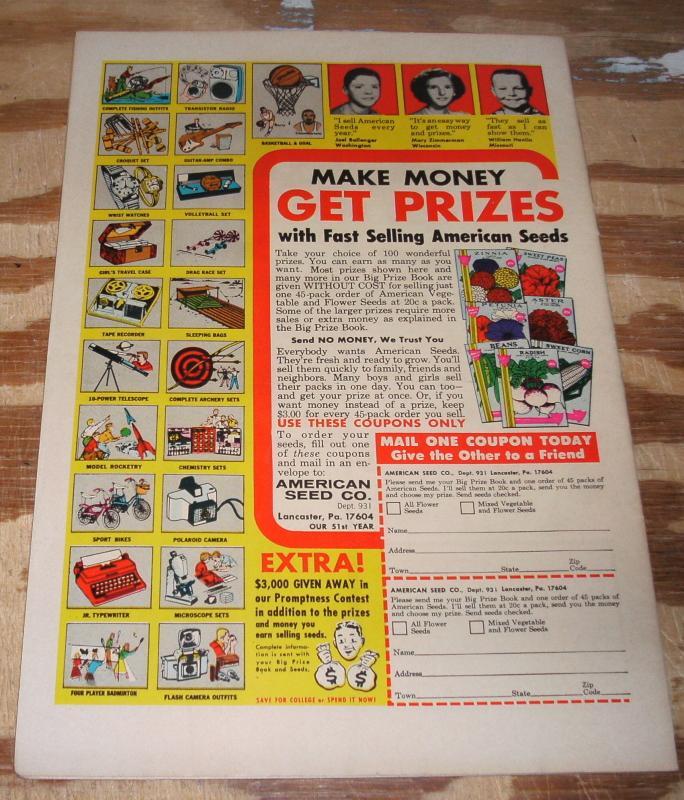 COMPLETE FISHING OUTFITS
TRANSISTOR RADIO
CROQUET SET
GUITAR-AMP COMBO
BASKETBALL & GOAL
WRIST WATCHES
VOLLEYBALL SET
GIRL'S TRAVEL CASE
DRAG RACE SET
TAPE RECORDER
SLEEPING BAGS
10-POWER TELESCOPE
COMPLETE ARCHERY SETS
MODEL ROCKETRY
CHEMISTRY SETS
SPORT BIKES
POLAROID CAMERA
JR. TYPEWRITER
MICROSCOPE SETS
FOUR PLAYER BADMINTON
FLASH CAMERA OUTFITS
"I sell American
Seeds every
year."
Joel Ballenger
Washington
"It's an easy way
to get money
and prizes."
Mary Zimmerman
Wisconsin
"They sell as
fast as I can
show them."
William Hamlin
Missouri
MAKE MONEY
GET PRIZES
with Fast Selling American Seeds
Take your choice of 100 wonderful
prizes. You can earn as many as you
want. Most prizes shown here and
many more in our Big Prize Book are
given WITHOUT COST for selling just
one 45-pack order of American Vege-
table and Flower Seeds at 20c a pack.
Some of the larger prizes require more
sales or extra money as explained in
the Big Prize Book.
Send NO MONEY, We Trust You
Everybody wants American Seeds.
They're fresh and ready to grow. You'll
sell them quickly to family, friends and
neighbors. Many boys and girls sell
their packs in one day. You can too—
and get your prize at once. Or, if you
want money instead of a prize, keep
$3.00 for every 45-pack order you sell.
USE THESE COUPONS ONLY
ZINNIA
SWEET PEAS
PETUNIA
ASTER
BEANS
RADISH
SWEET CORN
To order your
seeds, fill out one
of these coupons
and mail in an en-
velope to:
AMERICAN
SEED CO.
Dept. 931
Lancaster, Pa. 17604
OUR 51st YEAR
MAIL ONE COUPON TODAY
Give the Other to a Friend
AMERICAN SEED CO., Dept. 931 Lancaster, Pa. 17604
Please send me your Big Prize Book and one order of 45 packs of
American Seeds. I'll sell them at 20c a pack, send you the money
and choose my prize. Send seeds checked.
All Flower
Seeds
Mixed Vegetable
and Flower Seeds
Name
Address
Town State Zip
Code
AMERICAN SEED CO., Dept. 931 Lancaster, Pa. 17604
Please send me your Big Prize Book and one order of 45 packs of
American Seeds. I'll sell them at 20c a pack, send you the money
and choose my prize. Send seeds checked.
All Flower
Seeds
Mixed Vegetable
and Flower Seeds
Name
Address
Town State Zip
Code
EXTRA!
$3,000 GIVEN AWAY in
our Promptness Contest
in addition to the prizes
and money you
earn selling seeds.
Complete informa-
tion is sent with
your Big Prize
Book and Seeds.
$ $
SAVE FOR COLLEGE or SPEND IT NOW!